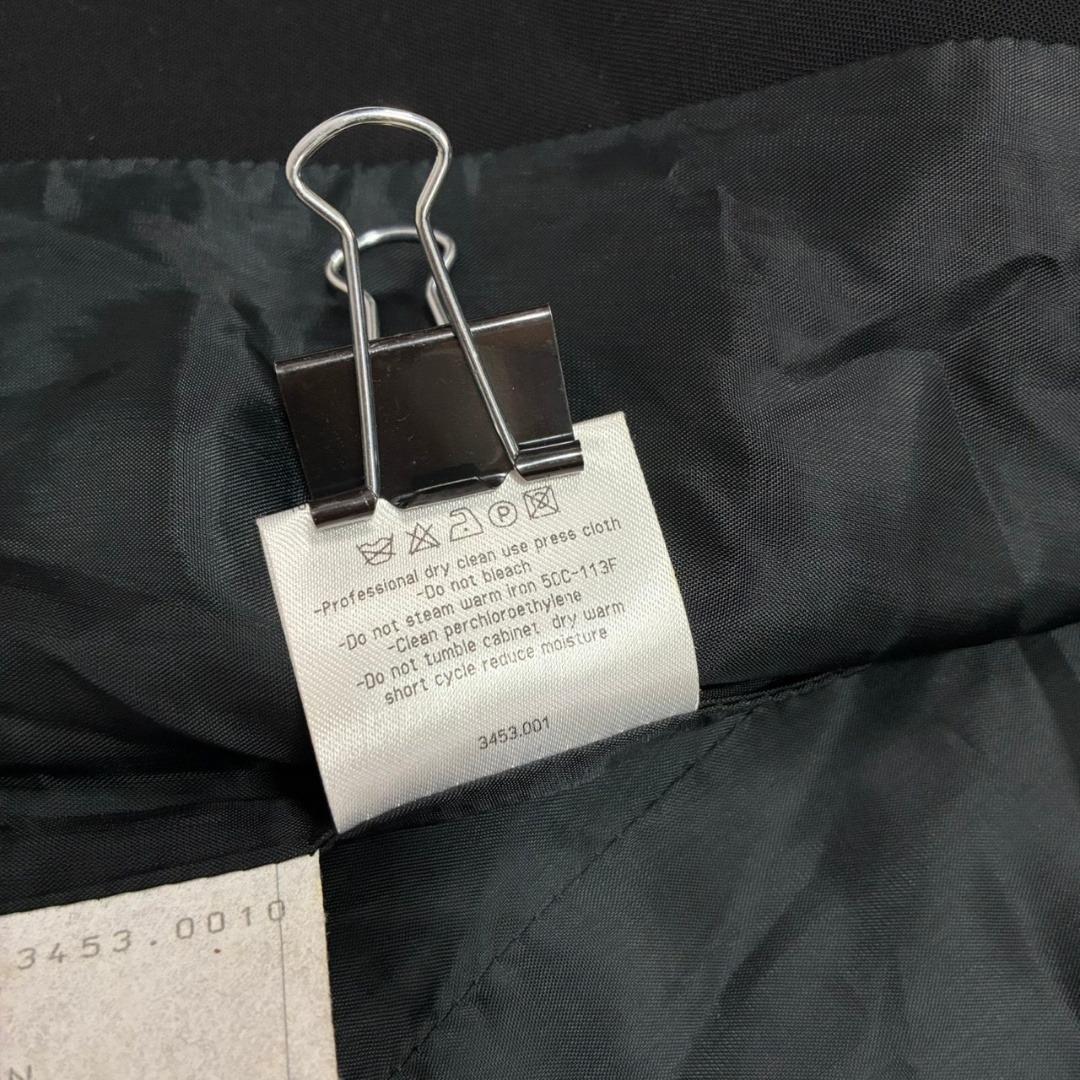 P
-Professional dry clean use press cloth
-Do not bleach
-Do not steam warm iron 50C-113F
-Clean perchloroethylene
-Do not tumble cabinet dry warm
short cycle reduce moisture
3453.001
3453.0010
N